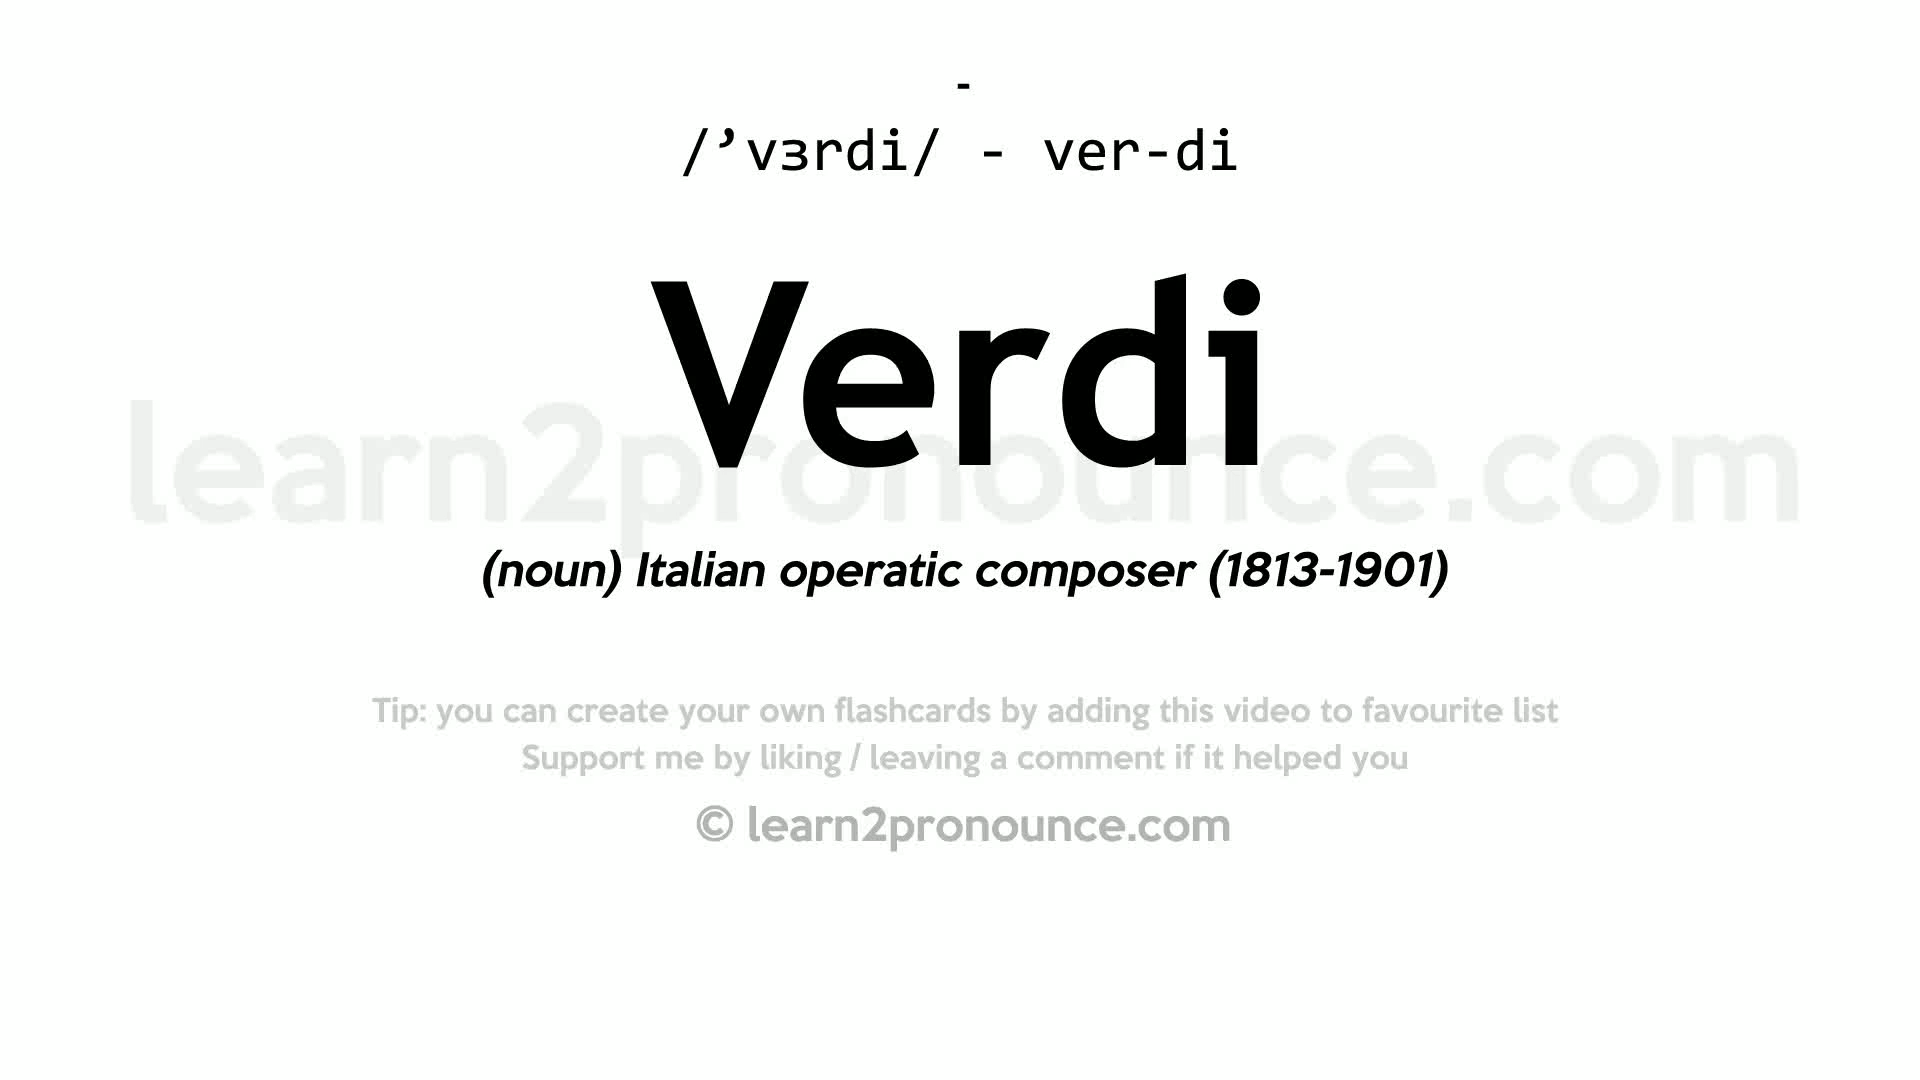 -
/’vɜrdi/ - ver-di
Verdi
learn2pronounce.com
(noun) Italian operatic composer (1813-1901)
Tip: you can create your own flashcards by adding this video to favourite list
Support me by liking / leaving a comment if it helped you
© learn2pronounce.com